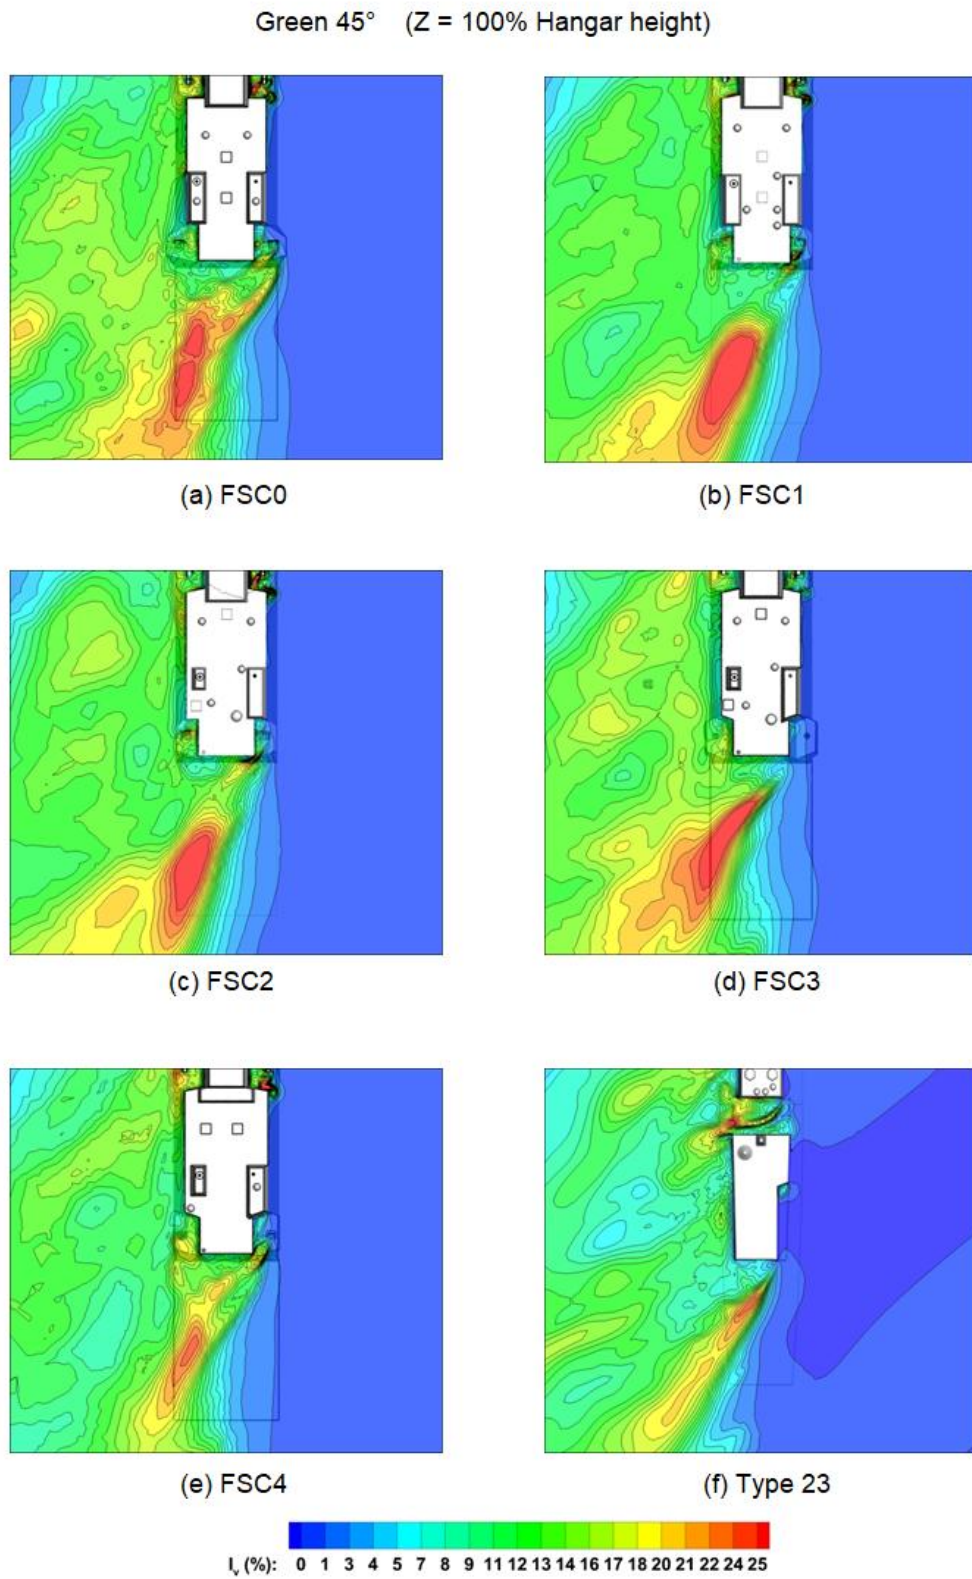 Green 45° (Z = 100% Hangar height)
(a) FSC0
(b) FSC1
(c) FSC2
(d) FSC3
(e) FSC4
(f) Type 23
Iv (%): 0 1 3 4 5 7 8 9 11 12 13 14 16 17 18 20 21 22 24 25